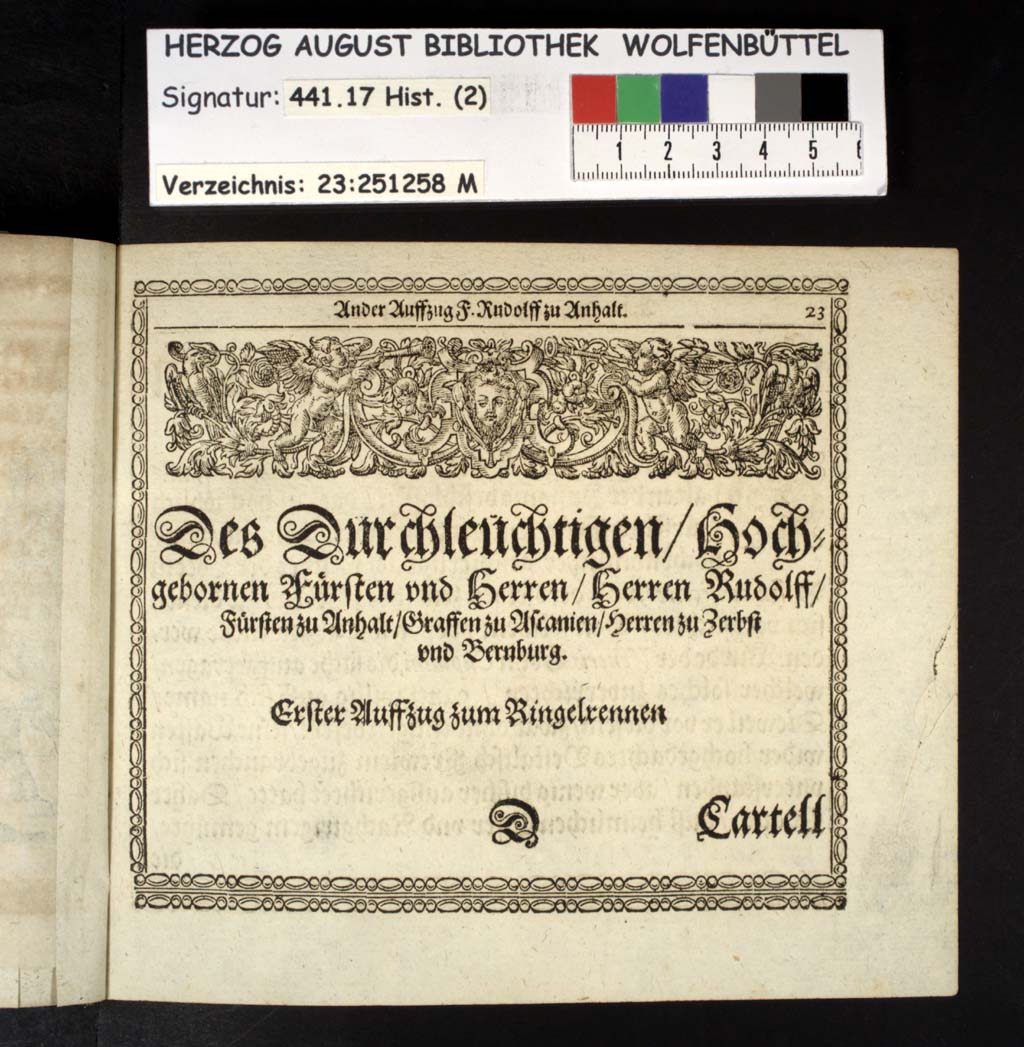 HERZOG AUGUST BIBLIOTHEK WOLFENBÜTTEL
Signatur: 441.17 Hist. (2)
1 2 3 4 5 6
Verzeichnis: 23:251258 M
Ander Auffzug F. Rudolff zu Anhalt. 23
Des Durchleuchtigen/ Hoch-
gebornen Fürsten vnd Herren/ Herren Rudolff/
Fürsten zu Anhalt/ Graffen zu Ascanien/ Herren zu Zerbst
vnd Bernburg.
Erster Auffzug zum Ringelrennen
D Cartell